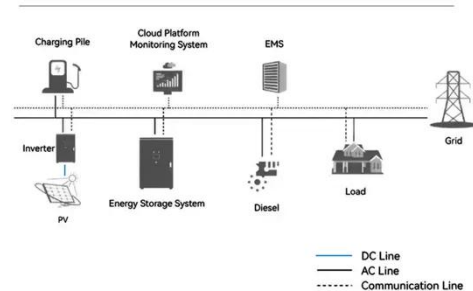 Charging Pile
Cloud Platform
Monitoring System
EMS
Grid
Inverter
PV
Energy Storage System
Diesel
Load
DC Line
AC Line
Communication Line